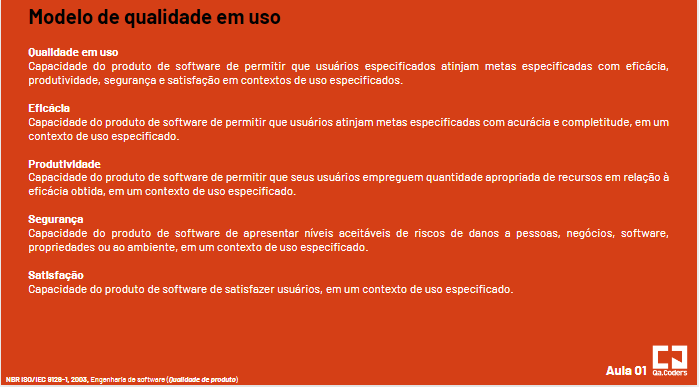 Modelo de qualidade em uso
Qualidade em uso
Capacidade do produto de software de permitir que usuários especificados atinjam metas especificadas com eficácia,
produtividade, segurança e satisfação em contextos de uso especificados.
Eficácia
Capacidade do produto de software de permitir que usuários atinjam metas especificadas com acurácia e completitude, em um
contexto de uso especificado.
Produtividade
Capacidade do produto de software de permitir que seus usuários empreguem quantidade apropriada de recursos em relação à
eficácia obtida, em um contexto de uso especificado.
Segurança
Capacidade do produto de software de apresentar níveis aceitáveis de riscos de danos a pessoas, negócios, software,
propriedades ou ao ambiente, em um contexto de uso especificado.
Satisfação
Capacidade do produto de software de satisfazer usuários, em um contexto de uso especificado.
NBR ISO/IEC 9126-1, 2003, Engenharia de software (Qualidade de produto)
Aula 01
Qa.Coders